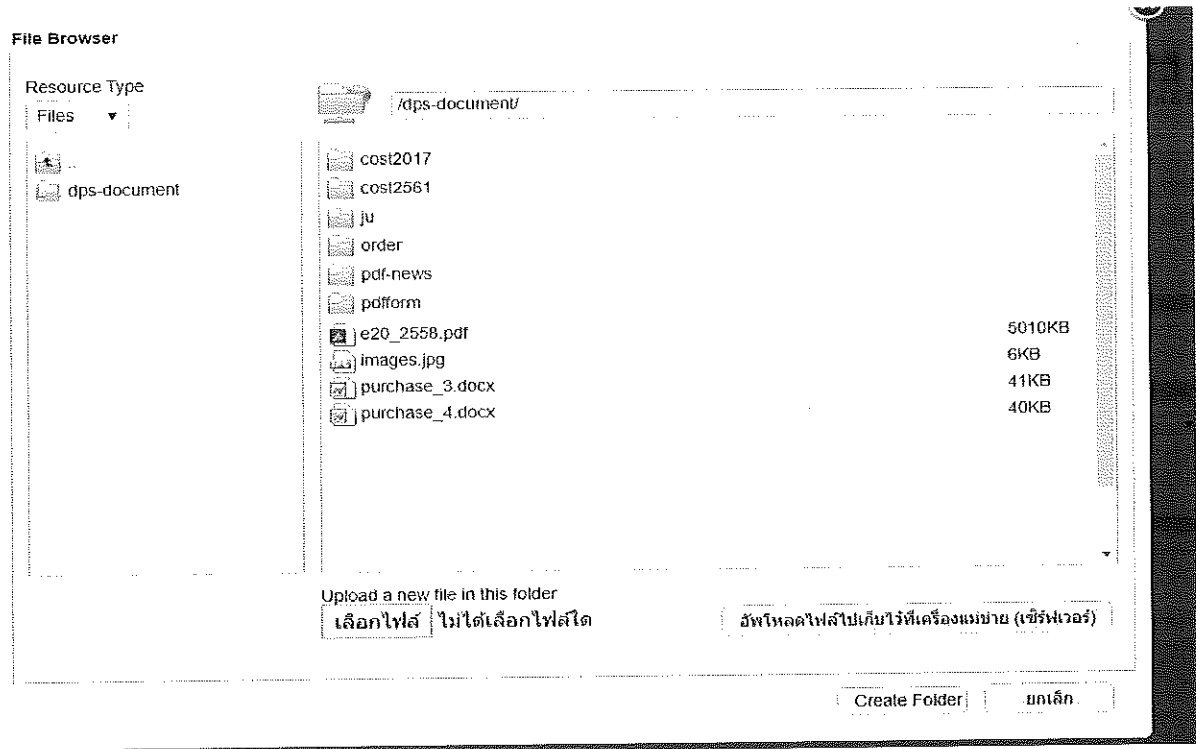 File Browser
Resource Type
Files
/dps-document/
..
dps-document
cost2017
cost2561
ju
order
pdf-news
pdfform
e20_2558.pdf 5010KB
images.jpg 6KB
purchase_3.docx 41KB
purchase_4.docx 40KB
Upload a new file in this folder
เลือกไฟล์ ไม่ได้เลือกไฟล์ใด
อัพโหลดไฟล์ไปเก็บไว้ที่เครื่องแม่ข่าย (เซิร์ฟเวอร์)
Create Folder ยกเลิก